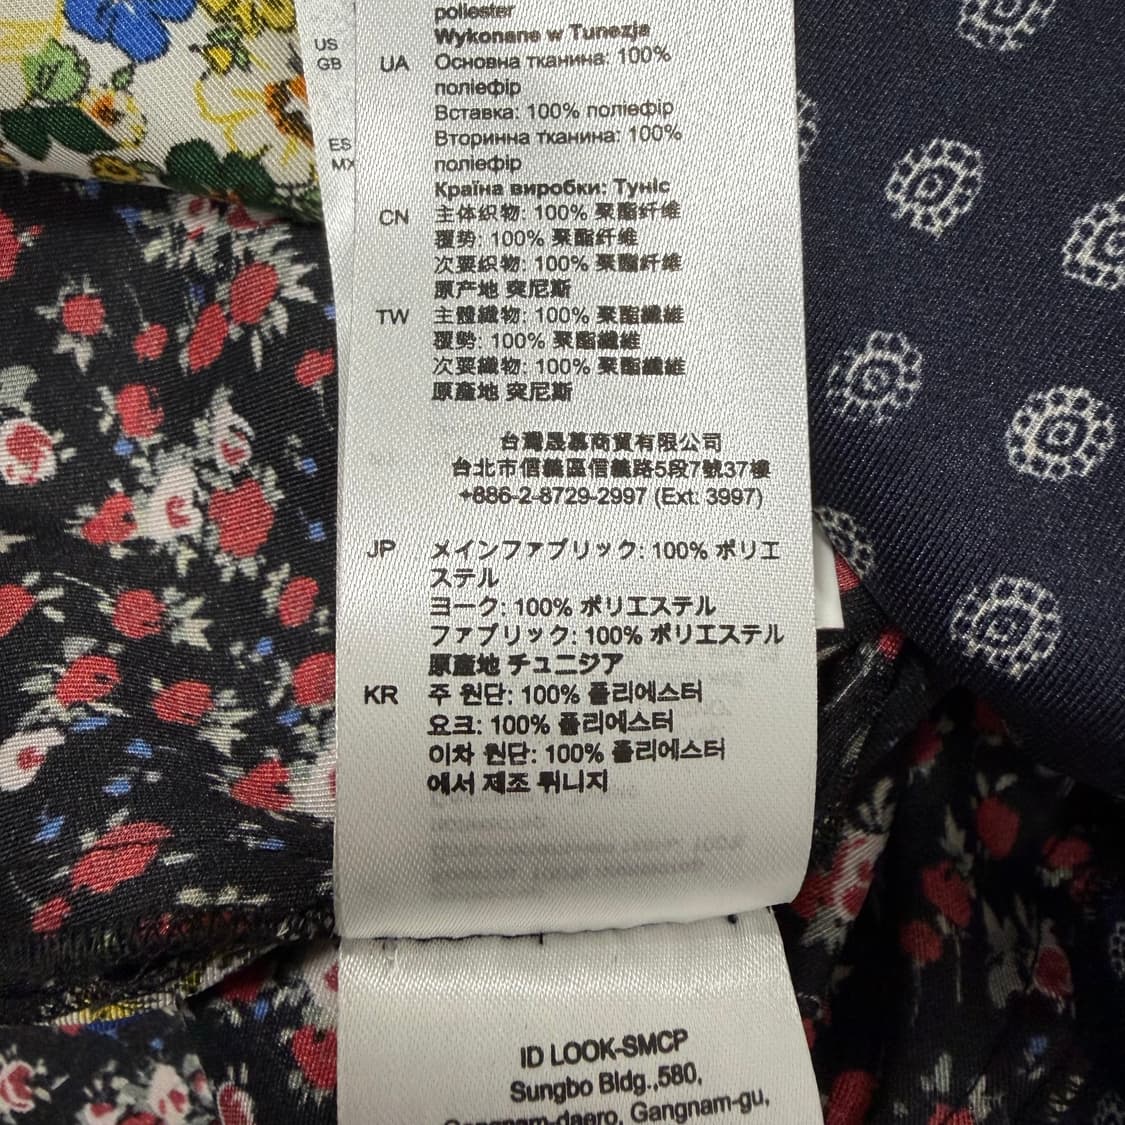 poliester
Wykonane w Tunezja
US
GB
UA Основна тканина: 100%
поліефір
Вставка: 100% поліефір
ES
Вторинна тканина: 100%
MX
поліефір
Країна виробки: Туніс
CN 主体织物: 100% 聚酯纤维
覆势: 100% 聚酯纤维
次要织物: 100% 聚酯纤维
原产地 突尼斯
TW 主體織物: 100% 聚酯纖維
覆勢: 100% 聚酯纖維
次要織物: 100% 聚酯纖維
原產地 突尼斯
商貿有限公司
台北市信義區信義路5段7號37樓
+886-2-8729-2997 (Ext. 3997)
JP メインファブリック: 100% ポリエ
ステル
ヨーク: 100% ポリエステル
ファブリック: 100% ポリエステル
原產地 チュニジア
KR 주 원단: 100% 폴리에스터
요크: 100% 폴리에스터
이차 원단: 100% 폴리에스터
에서 제조 튀니지
ID LOOK-SMCP
Sungbo Bldg.,580,
Gangnam-daero, Gangnam-gu,